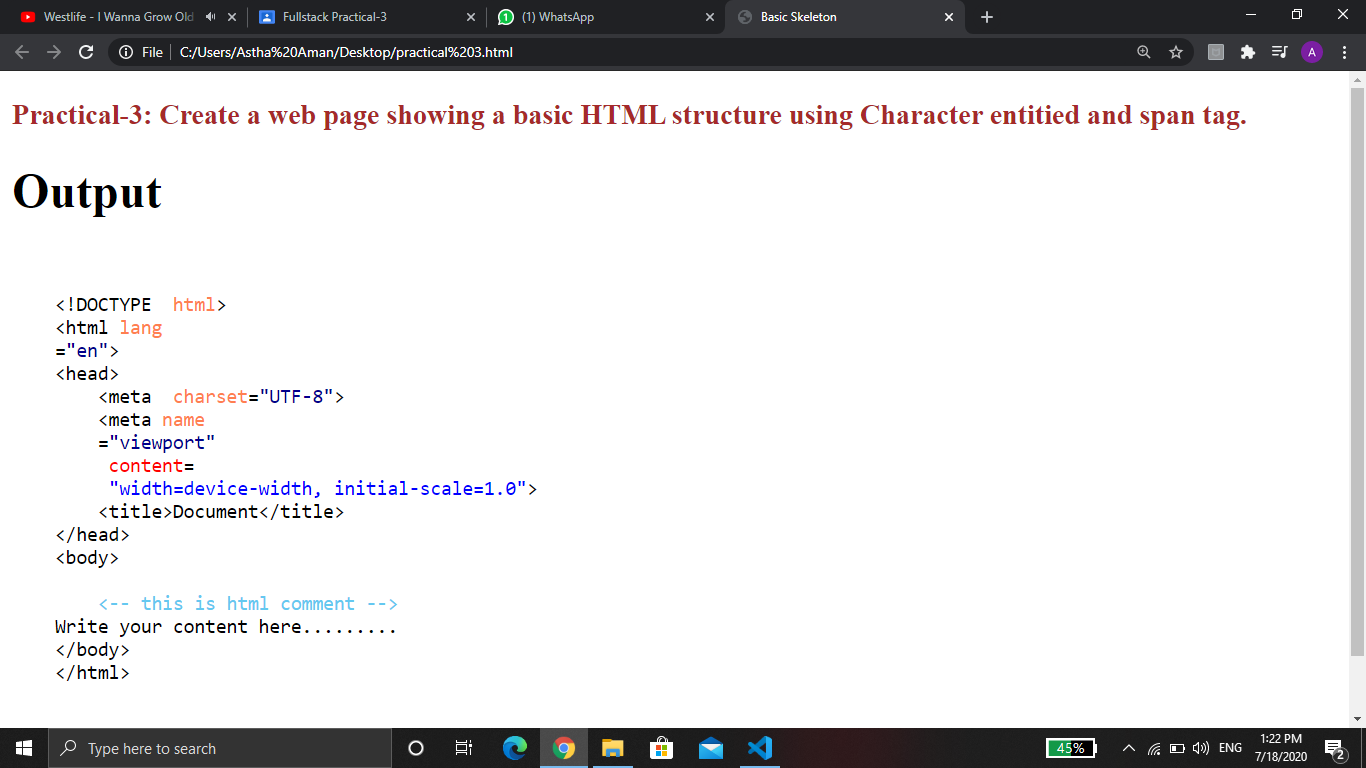 Westlife - I Wanna Grow Old
Fullstack Practical-3
(1) WhatsApp
Basic Skeleton
File
C:/Users/Astha%20Aman/Desktop/practical%203.html
A
Practical-3: Create a web page showing a basic HTML structure using Character entitied and span tag.
Output
<!DOCTYPE  html>
<html lang
="en">
<head>
    <meta  charset="UTF-8">
    <meta name
    ="viewport"
     content=
     "width=device-width, initial-scale=1.0">
    <title>Document</title>
</head>
<body>
    <-- this is html comment -->
Write your content here.........
</body>
</html>
Type here to search
45%
ENG
1:22 PM
7/18/2020
2